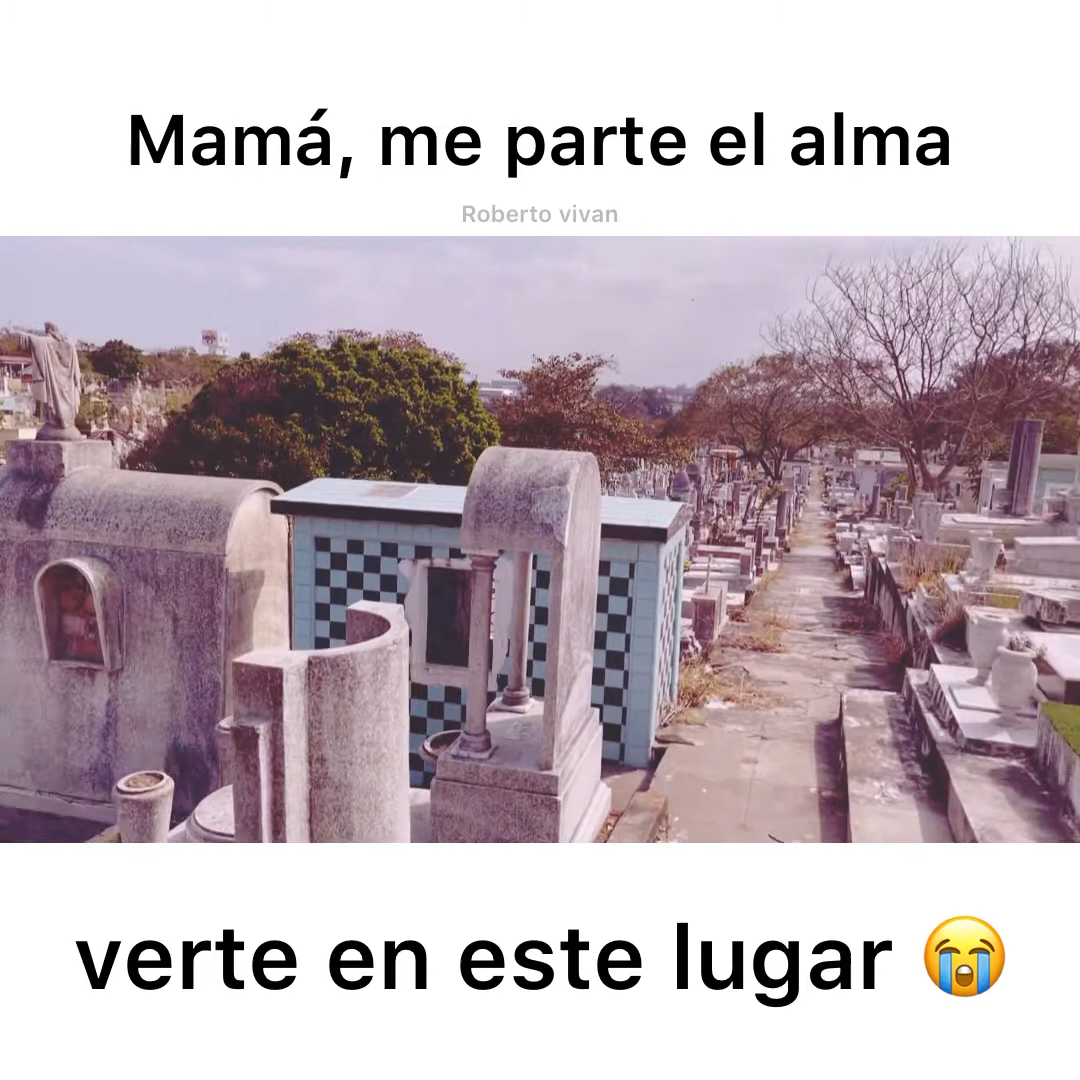 Mamá, me parte el alma
Roberto vivan
verte en este lugar 😭